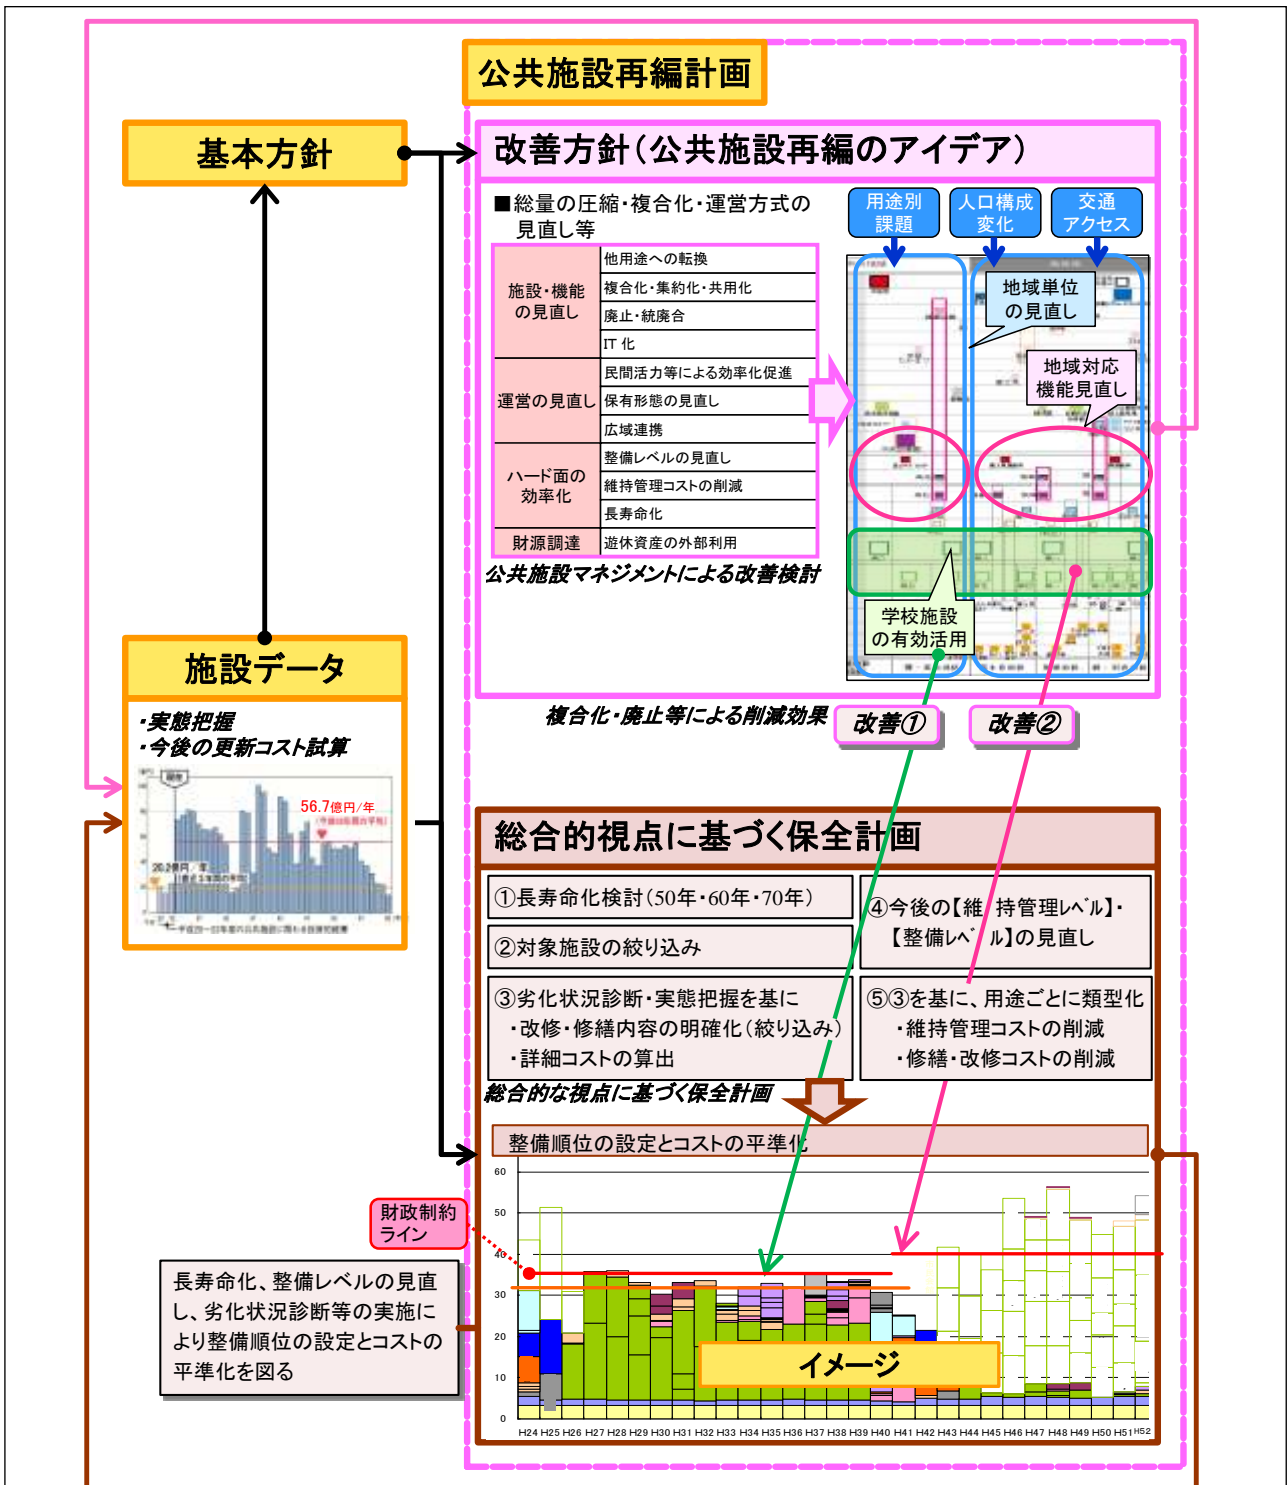 公共施設再編計画
基本方針
改善方針(公共施設再編のアイデア)
■総量の圧縮・複合化・運営方式の
見直し等
施設・機能
の見直し
他用途への転換
複合化・集約化・共用化
廃止・統廃合
IT 化
運営の見直し
民間活力等による効率化促進
保有形態の見直し
広域連携
ハード面の
効率化
整備レベルの見直し
維持管理コストの削減
長寿命化
財源調達
遊休資産の外部利用
公共施設マネジメントによる改善検討
用途別
課題
人口構成
変化
交通
アクセス
地域単位
の見直し
地域対応
機能見直し
学校施設
の有効活用
複合化・廃止等による削減効果
改善①
改善②
施設データ
・実態把握
・今後の更新コスト試算
56.7億円/年
総合的視点に基づく保全計画
①長寿命化検討(50年・60年・70年)
②対象施設の絞り込み
③劣化状況診断・実態把握を基に
・改修・修繕内容の明確化(絞り込み)
・詳細コストの算出
④今後の【維 持管理レベル】・
【整備レベル】の見直し
⑤③を基に、用途ごとに類型化
・維持管理コストの削減
・修繕・改修コストの削減
総合的な視点に基づく保全計画
整備順位の設定とコストの平準化
財政制約
ライン
長寿命化、整備レベルの見直
し、劣化状況診断等の実施に
より整備順位の設定とコストの
平準化を図る
60
50
40
30
20
10
0
イメージ
H24 H25 H26 H27 H28 H29 H30 H31 H32 H33 H34 H35 H36 H37 H38 H39 H40 H41 H42 H43 H44 H45 H46 H47 H48 H49 H50 H51 H52